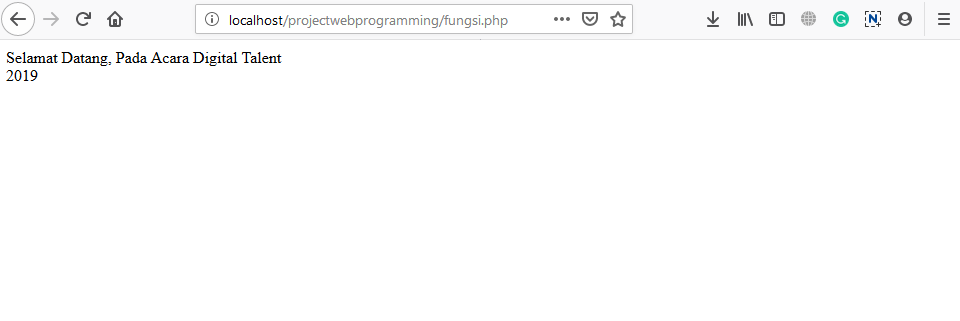 localhost/projectwebprogramming/fungsi.php
Selamat Datang, Pada Acara Digital Talent
2019